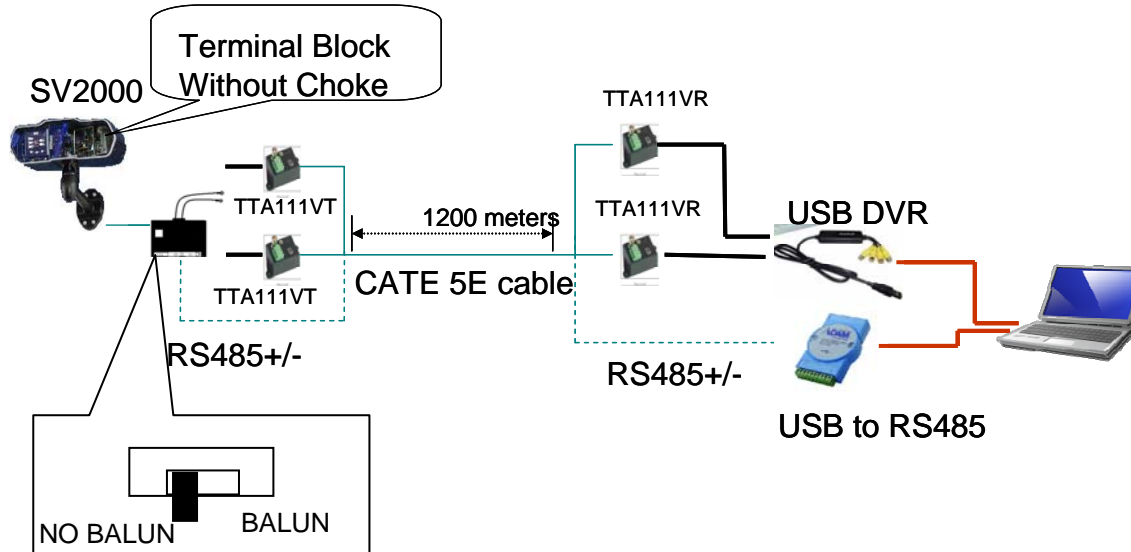 Terminal Block
Without Choke
SV2000
TTA111VR
TTA111VT
1200 meters
TTA111VR
USB DVR
TTA111VT
CATE 5E cable
RS485+/-
RS485+/-
ADAM
USB to RS485
NO BALUN
BALUN